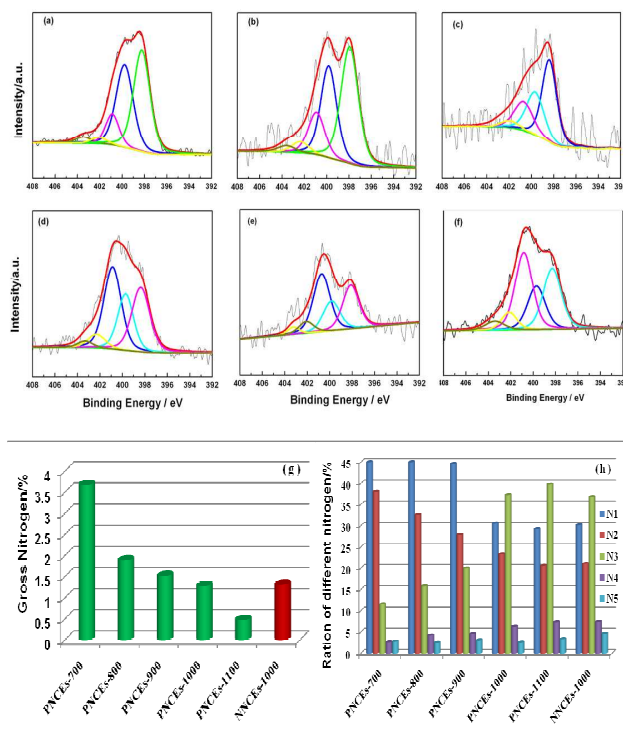 (a)
(b)
(c)
intensity/a.u.
408 406 404 402 400 398 396 394 392
408 406 404 402 400 398 396 394 392
408 406 404 402 400 398 396 394 39
(d)
(e)
(f)
Intensity/a.u.
408 406 404 402 400 398 396 394 392
408 406 404 402 400 398 396 394 392
408 406 404 402 400 398 396 394 392
Binding Energy / eV
Binding Energy / eV
Binding Energy / eV
(g)
Gross Nitrogen/%
4
3.5
3
2.5
2
1.5
1
0.5
0
PNCEs-700
PNCEs-800
PNCEs-900
PNCEs-1000
PNCEs-1100
NNCEs-1000
(h)
Ration of different nitrogen/%
45
40
35
30
25
20
15
10
5
0
N1
N2
N3
N4
N5
PNCEs-700
PNCEs-800
PNCEs-900
PNCEs-1000
PNCEs-1100
NNCEs-1000